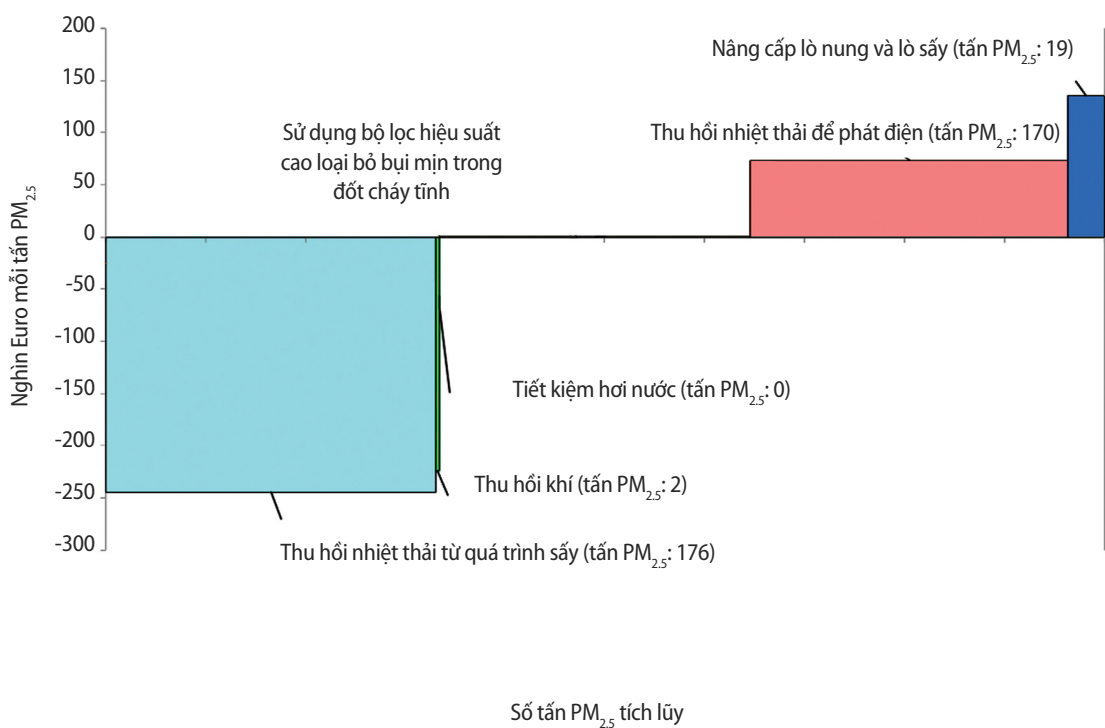 Nghìn Euro mỗi tấn PM2.5
200
150
100
50
0
-50
-100
-150
-200
-250
-300
Nâng cấp lò nung và lò sấy (tấn PM2.5: 19)
Sử dụng bộ lọc hiệu suất
cao loại bỏ bụi mịn trong
đốt cháy tĩnh
Thu hồi nhiệt thải để phát điện (tấn PM2.5: 170)
Tiết kiệm hơi nước (tấn PM2.5: 0)
Thu hồi khí (tấn PM2.5: 2)
Thu hồi nhiệt thải từ quá trình sấy (tấn PM2.5: 176)
Số tấn PM2.5 tích lũy